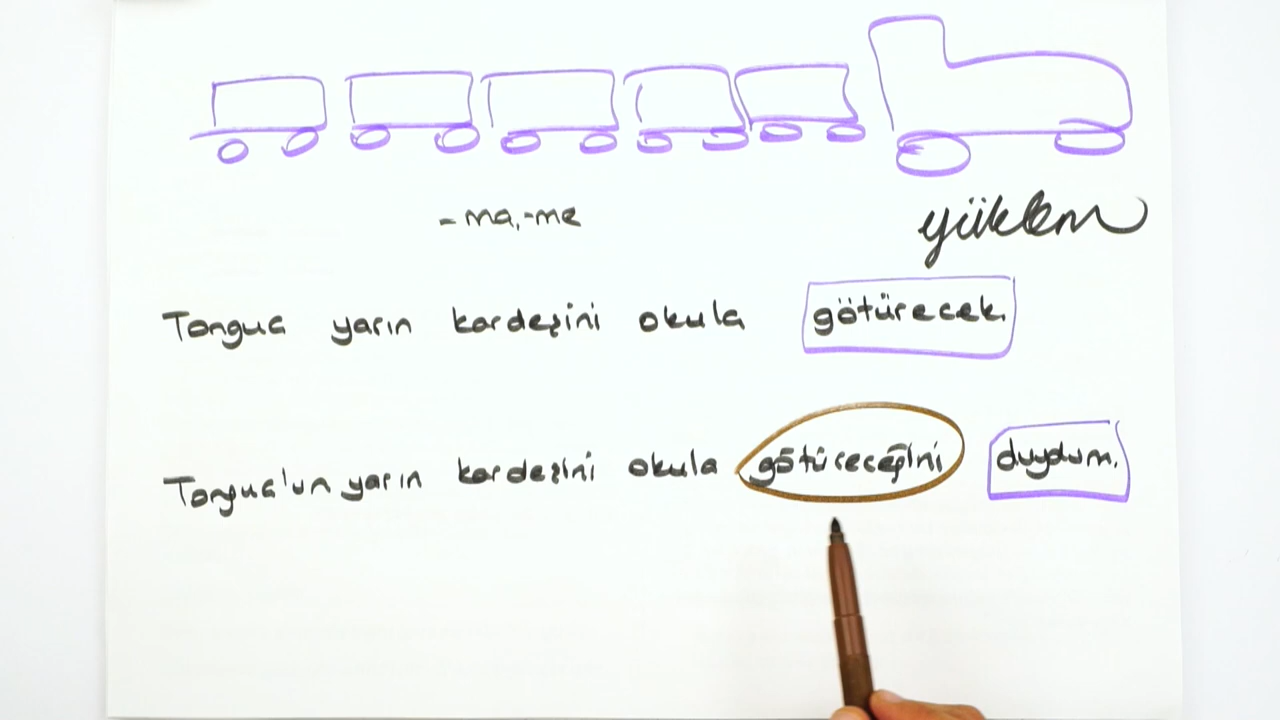 -ma,-me
yüklem
Tonguç yarın kardeşini okula götürecek.
Tonguç'un yarın kardeşini okula götüreceğini duydum.